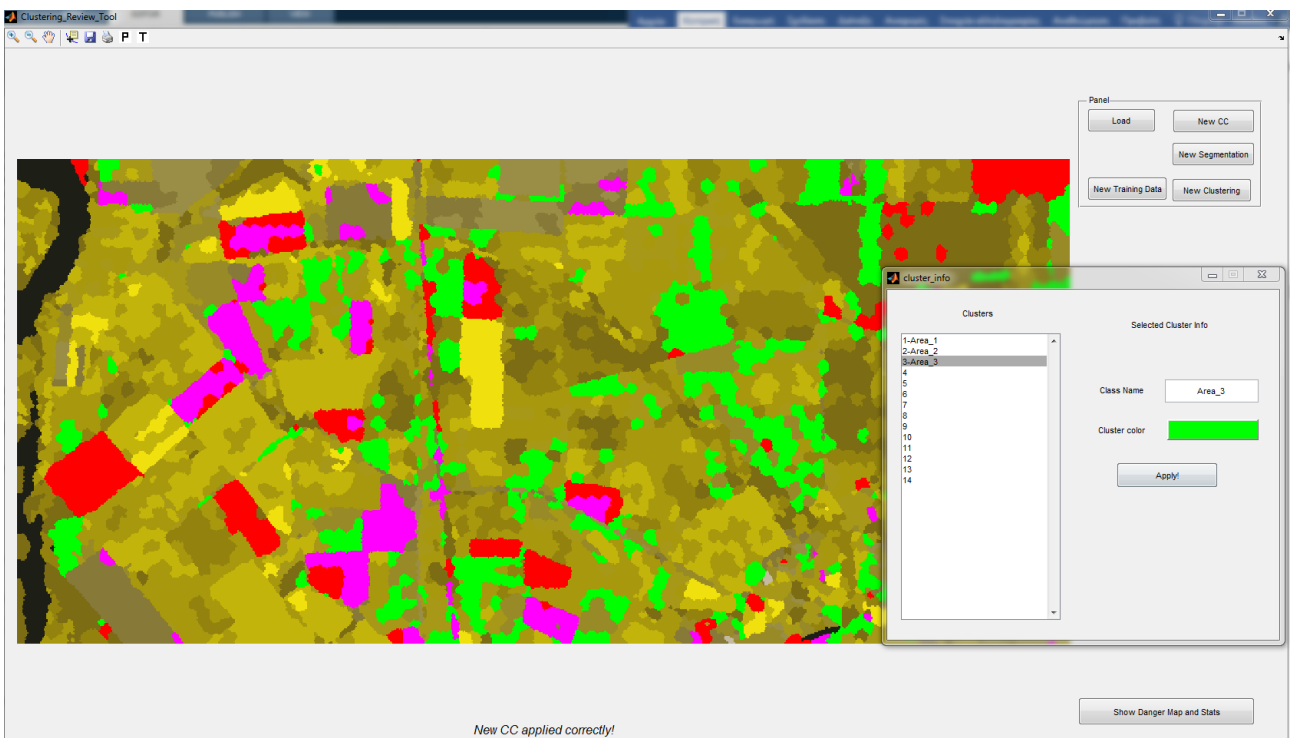 Clustering_Review_Tool
P T
Panel
Load
New CC
New Segmentation
New Training Data
New Clustering
cluster_info
Clusters
Selected Cluster Info
1-Area_1
2-Area_2
3-Area_3
4
5
6
7
8
9
10
11
12
13
14
Class Name
Area_3
Cluster color
Apply!
Show Danger Map and Stats
New CC applied correctly!